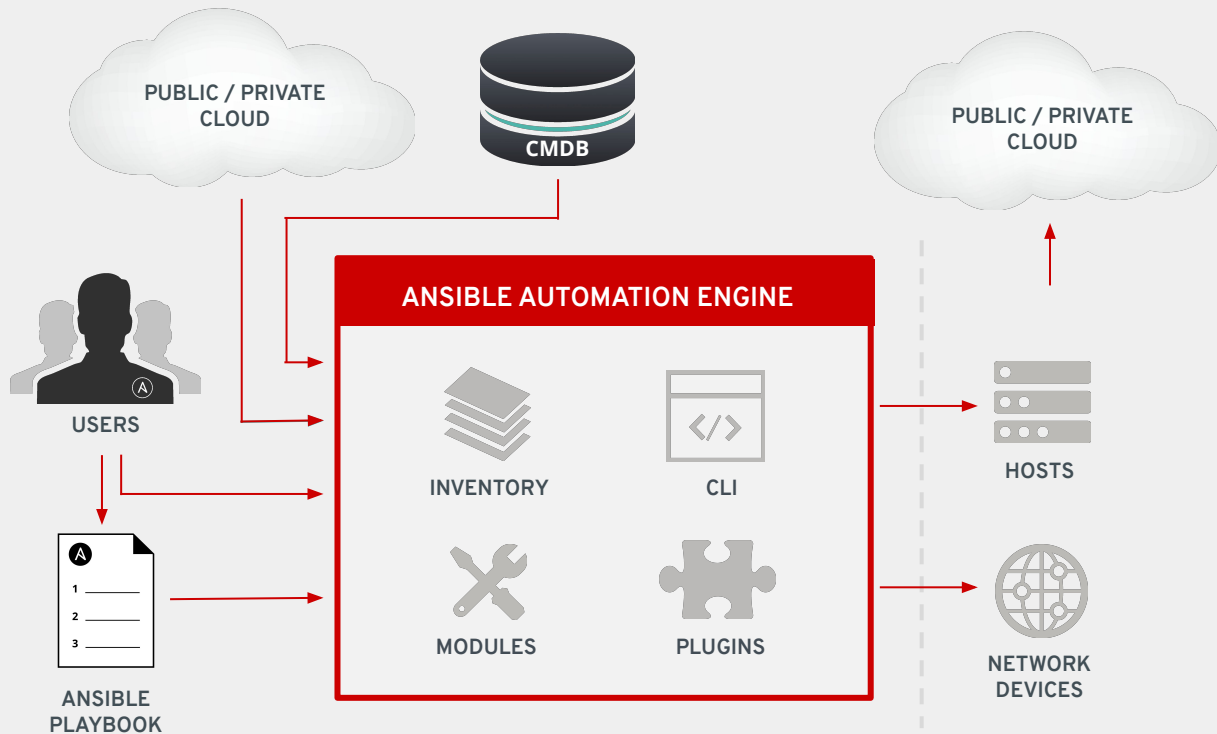 PUBLIC / PRIVATE
CLOUD
CMDB
PUBLIC / PRIVATE
CLOUD
ANSIBLE AUTOMATION ENGINE
USERS
INVENTORY
CLI
HOSTS
1
2
3
MODULES
PLUGINS
NETWORK
DEVICES
ANSIBLE
PLAYBOOK